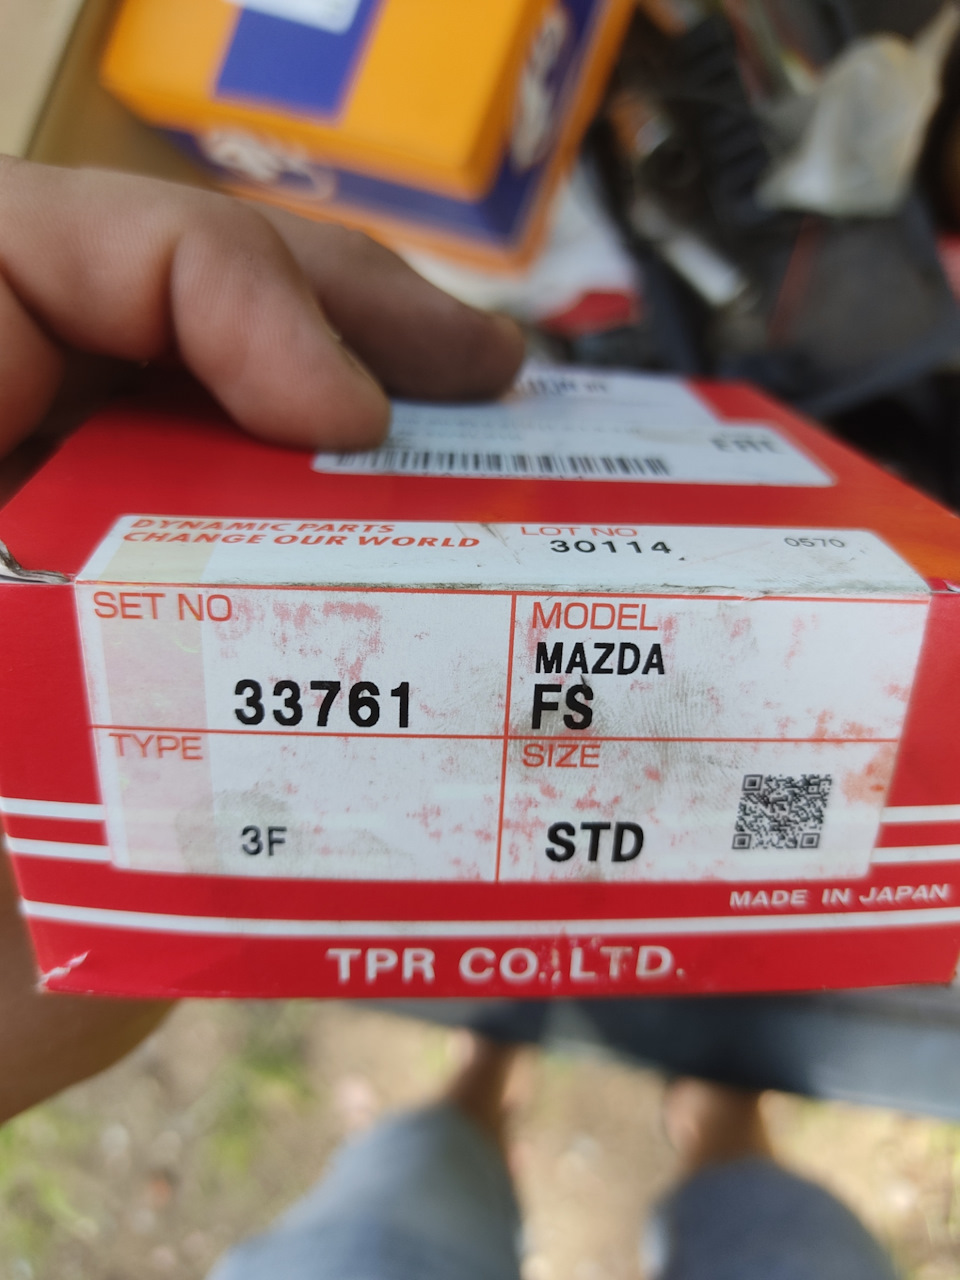 DYNAMIC PARTS
CHANGE OUR WORLD
LOT NO
30114
0570
SET NO
33761
MODEL
MAZDA
FS
TYPE
3F
SIZE
STD
MADE IN JAPAN
TPR CO.,LTD.